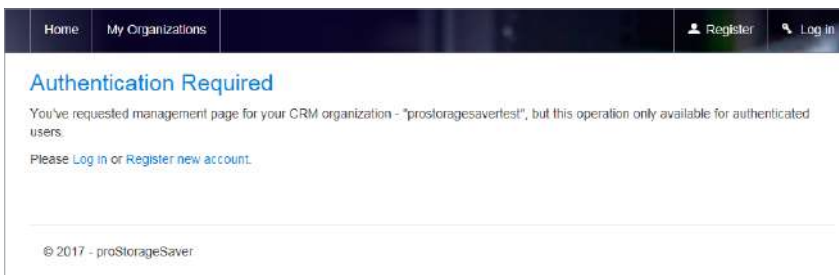 Home My Organizations Register Log in
Authentication Required
You've requested management page for your CRM organization - "prostoragesavertest", but this operation only available for authenticated
users.
Please Log in or Register new account.
© 2017 - proStorageSaver